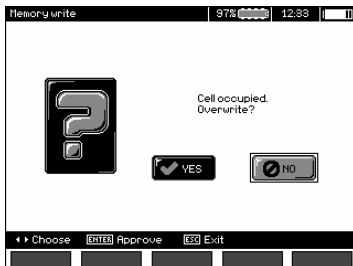 Memory write 97% 12:33
Cell occupied.
Overwrite?
YES NO
Choose ENTER Approve ESC Exit